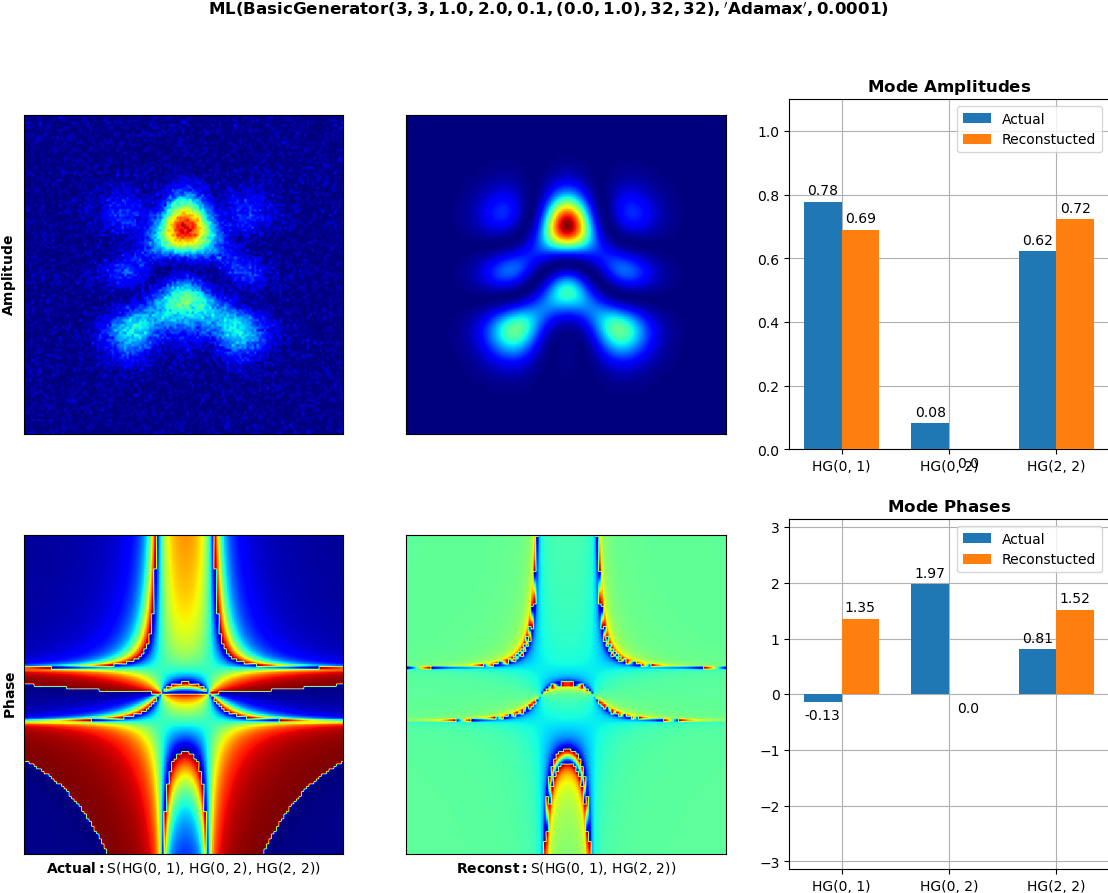 ML(BasicGenerator(3, 3, 1.0, 2.0, 0.1, (0.0, 1.0), 32, 32), 'Adamax', 0.0001)
Amplitude
Mode Amplitudes
Actual
Reconstucted
1.0
0.8
0.6
0.4
0.2
0.0
0.78
0.69
0.08
0.0
0.62
0.72
HG(0, 1)
HG(0, 2)
HG(2, 2)
Phase
Actual: S(HG(0, 1), HG(0, 2), HG(2, 2))
Reconst: S(HG(0, 1), HG(2, 2))
Mode Phases
Actual
Reconstucted
3
2
1
0
−1
−2
−3
-0.13
1.35
1.97
0.0
0.81
1.52
HG(0, 1)
HG(0, 2)
HG(2, 2)